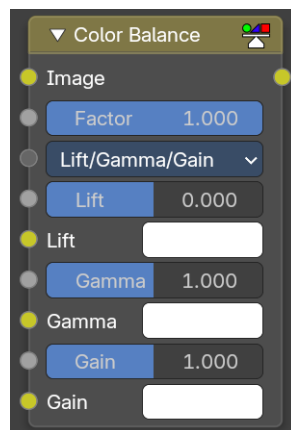 Color Balance
Image
Factor 1.000
Lift/Gamma/Gain
Lift 0.000
Lift
Gamma 1.000
Gamma
Gain 1.000
Gain